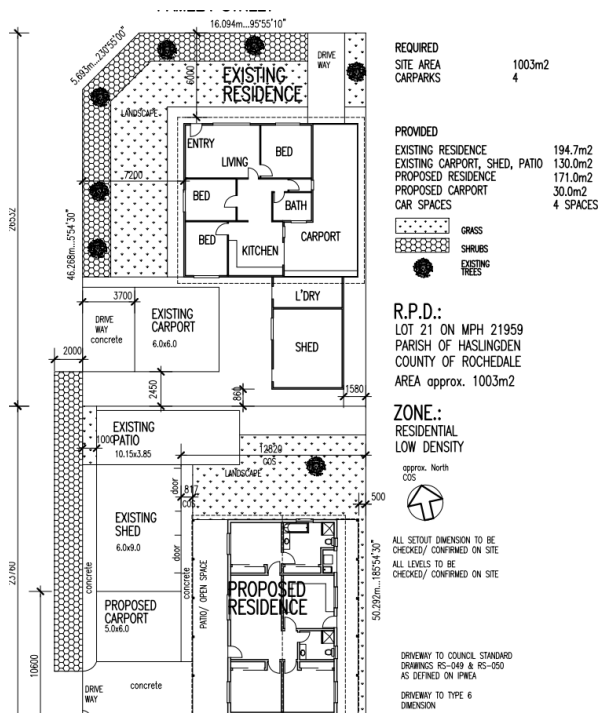 16.094m...95°55'10"
5.693m...230°55'00"
6000
DRIVE
WAY
EXISTING
RESIDENCE
LANDSCAPE
ENTRY
LIVING
BED
7200
BED
BATH
BED
KITCHEN
CARPORT
26532
46.268m...5°54'30"
L'DRY
3700
DRIVE
WAY
concrete
EXISTING
CARPORT
6.0x6.0
SHED
2000
2450
860
1580
EXISTING
PATIO
10.15x3.85
1000
12820
COS
LANDSCAPE
door
817
COS
500
EXISTING
SHED
6.0x9.0
door
concrete
concrete
PATIO/ OPEN SPACE
PROPOSED
RESIDENCE
PROPOSED
CARPORT
5.0x6.0
23760
10600
50.292m...185°54'30"
DRIVE
WAY
concrete
REQUIRED
SITE AREA 1003m2
CARPARKS 4
PROVIDED
EXISTING RESIDENCE 194.7m2
EXISTING CARPORT, SHED, PATIO 130.0m2
PROPOSED RESIDENCE 171.0m2
PROPOSED CARPORT 30.0m2
CAR SPACES 4 SPACES
GRASS
SHRUBS
EXISTING
TREES
R.P.D.:
LOT 21 ON MPH 21959
PARISH OF HASLINGDEN
COUNTY OF ROCHEDALE
AREA approx. 1003m2
ZONE.:
RESIDENTIAL
LOW DENSITY
approx. North
COS
ALL SETOUT DIMENSION TO BE
CHECKED/ CONFIRMED ON SITE
ALL LEVELS TO BE
CHECKED/ CONFIRMED ON SITE
DRIVEWAY TO COUNCIL STANDARD
DRAWINGS RS-049 & RS-050
AS DEFINED ON IPWEA
DRIVEWAY TO TYPE 6
DIMENSION